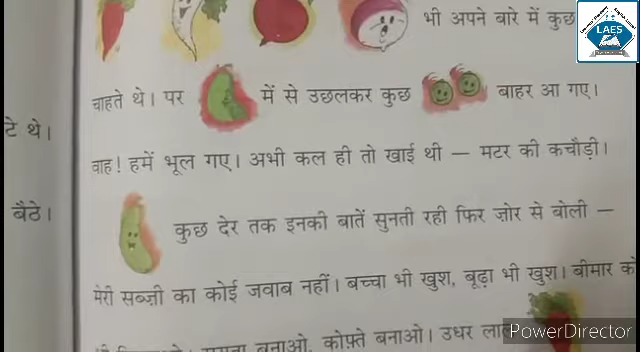 भी अपने बारे में कुछ
LAES
चाहते थे। पर में से उछलकर कुछ बाहर आ गए।
टे थे।
वाह! हमें भूल गए। अभी कल ही तो खाई थी — मटर की कचौड़ी।
बैठे।
कुछ देर तक इनकी बातें सुनती रही फिर ज़ोर से बोली —
मेरी सब्ज़ी का कोई जवाब नहीं। बच्चा भी खुश, बूढ़ा भी खुश। बीमार को
बनाओ, कोफ़्ते बनाओ। उधर लाल
PowerDirector